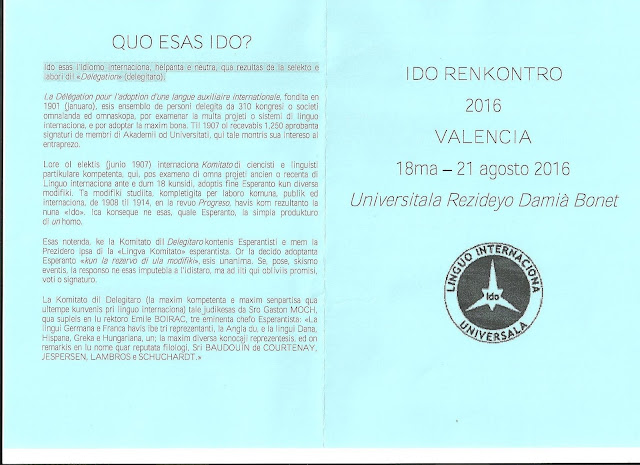 QUO ESAS IDO?
Ido esas l'Idiomo internaciona, helpanta e neutra, qua rezultas de la selekto e
labori dil «Délégation» (delegitaro).
La Délégation pour l'adoption d'une langue auxiliaire internationale, fondita en
1901 (januaro), esis ensemblo de personi delegita da 310 kongresi o societi
omnalanda ed omnaskopa, por examenar la multa projeti o sistemi di linguo
internaciona, e por adoptar la maxim bona. Til 1907 ol recevabis 1,250 aprobanta
signaturi de membri di Akademii od Universitati, qui tale montris sua intereso al
entraprezo.
Lore ol elektis (junio 1907) internaciona Komitato di ciencisti e linguisti
partikulare kompetenta, qui, pos exameno di omna projeti ancien o recenta di
Linguo internaciona ante e dum 18 kunsidi, adoptis fine Esperanto kun diversa
modifiki. Ta modifiki studiita, kompletigita per laboro komuna, publik ed
internaciona, de 1908 til 1914, en la revuo Progreso, havis kom rezultanto la
nuna «Ido». Ica konseque ne esas, quale Esperanto, la simpla produkturo
di un homo.
Esas notenda, ke la Komitato dil Delegitaro kontenis Esperantisti e mem la
Prezidero ipsa di la «Lingva Komitato» esperantista. Or la decido adoptanta
Esperanto «kun la rezervo di ula modifiki», esis unanima. Se, pose, skismo
eventis, la responso ne esas imputebla a l'idistaro, ma ad ilti qui obliviis promisi,
voti o signaturo.
La Komitato dil Delegitaro (la maxim kompetenta e maxim senpartisa qua
ultempe kunvenis pri linguo internaciona) tale judikesas da Sro Gaston MOCH,
qua supleis en lu rektoro Emile BOIRAC, tre eminenta chefo Esperantista: «La
lingui Germana e Franca havis ibe tri reprezentanti, la Angla du, e la lingui Dana,
Hispana, Greka e Hungariana, un; la maxim diversa konocaji reprezentesis, ed on
remarkis en lu nome quar reputata filologi, Sri BAUDOUIN de COURTENAY,
JESPERSEN, LAMBROS e SCHUCHARDT.»
IDO RENKONTRO
2016
VALENCIA
18ma – 21 agosto 2016
Universitala Rezideyo Damià Bonet
LINGUO INTERNACIONA
Ido
UNIVERSALA